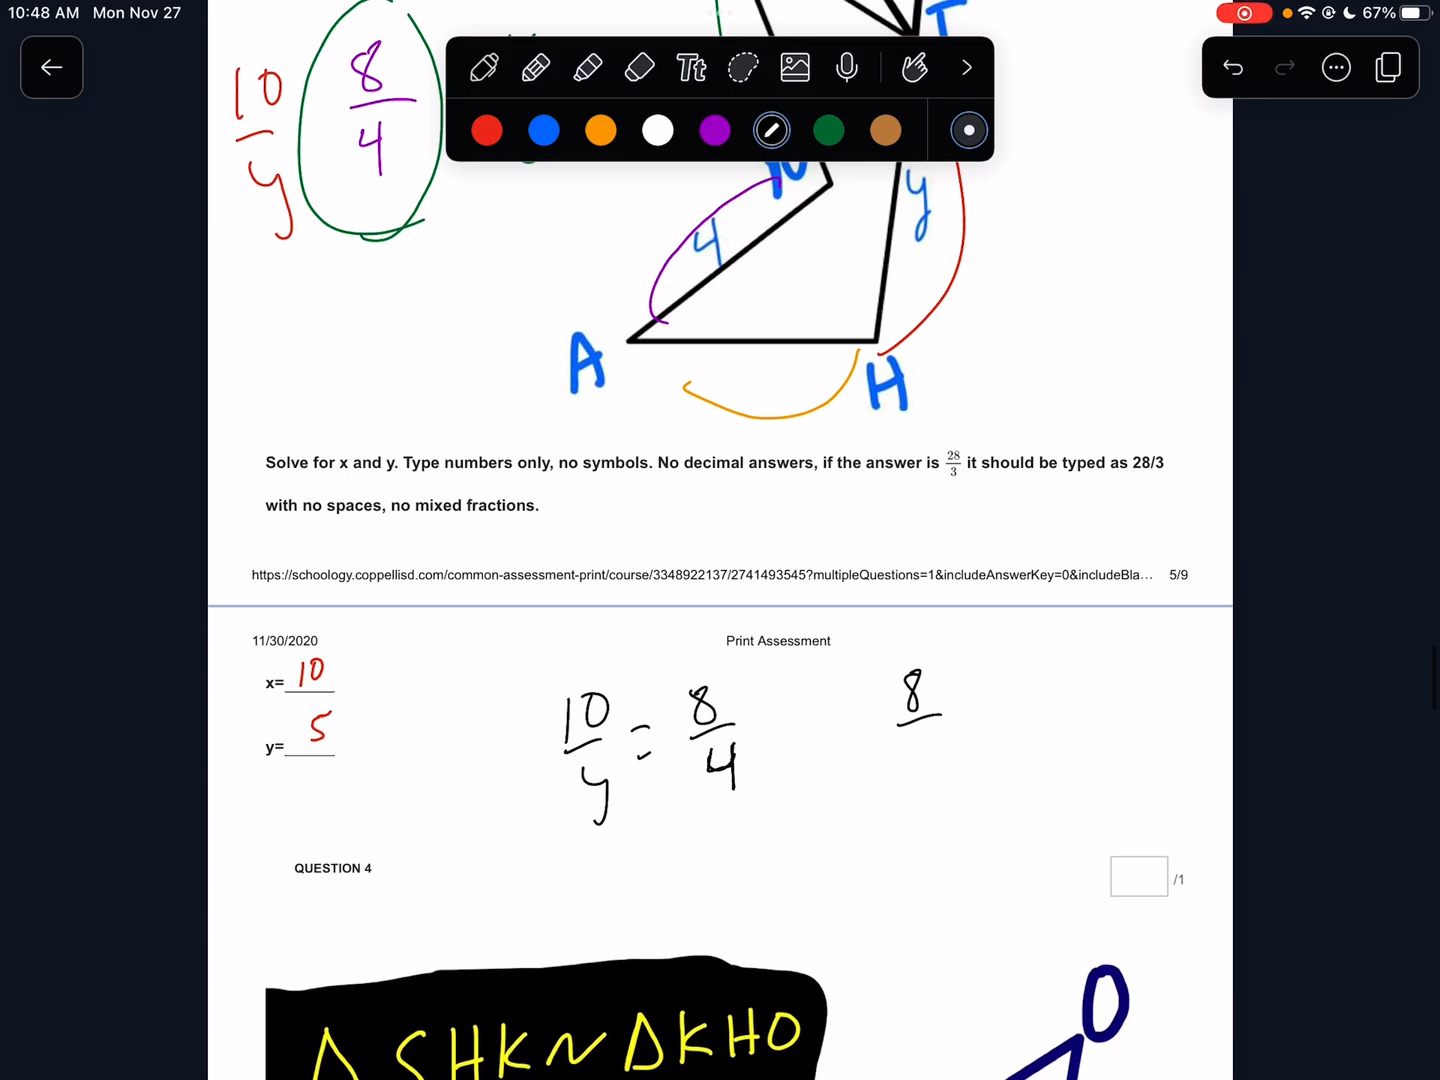 10:48 AM Mon Nov 27
67%
10
y
8
4
T
Tt
N
4
y
A
H
Solve for x and y. Type numbers only, no symbols. No decimal answers, if the answer is 28/3 it should be typed as 28/3
with no spaces, no mixed fractions.
https://schoology.coppellisd.com/common-assessment-print/course/3348922137/2741493545?multipleQuestions=1&includeAnswerKey=0&includeBla… 5/9
11/30/2020 Print Assessment
x= 10
y= 5
10/y = 8/4
8
QUESTION 4
/1
O
Δ SHK ~ Δ KHO